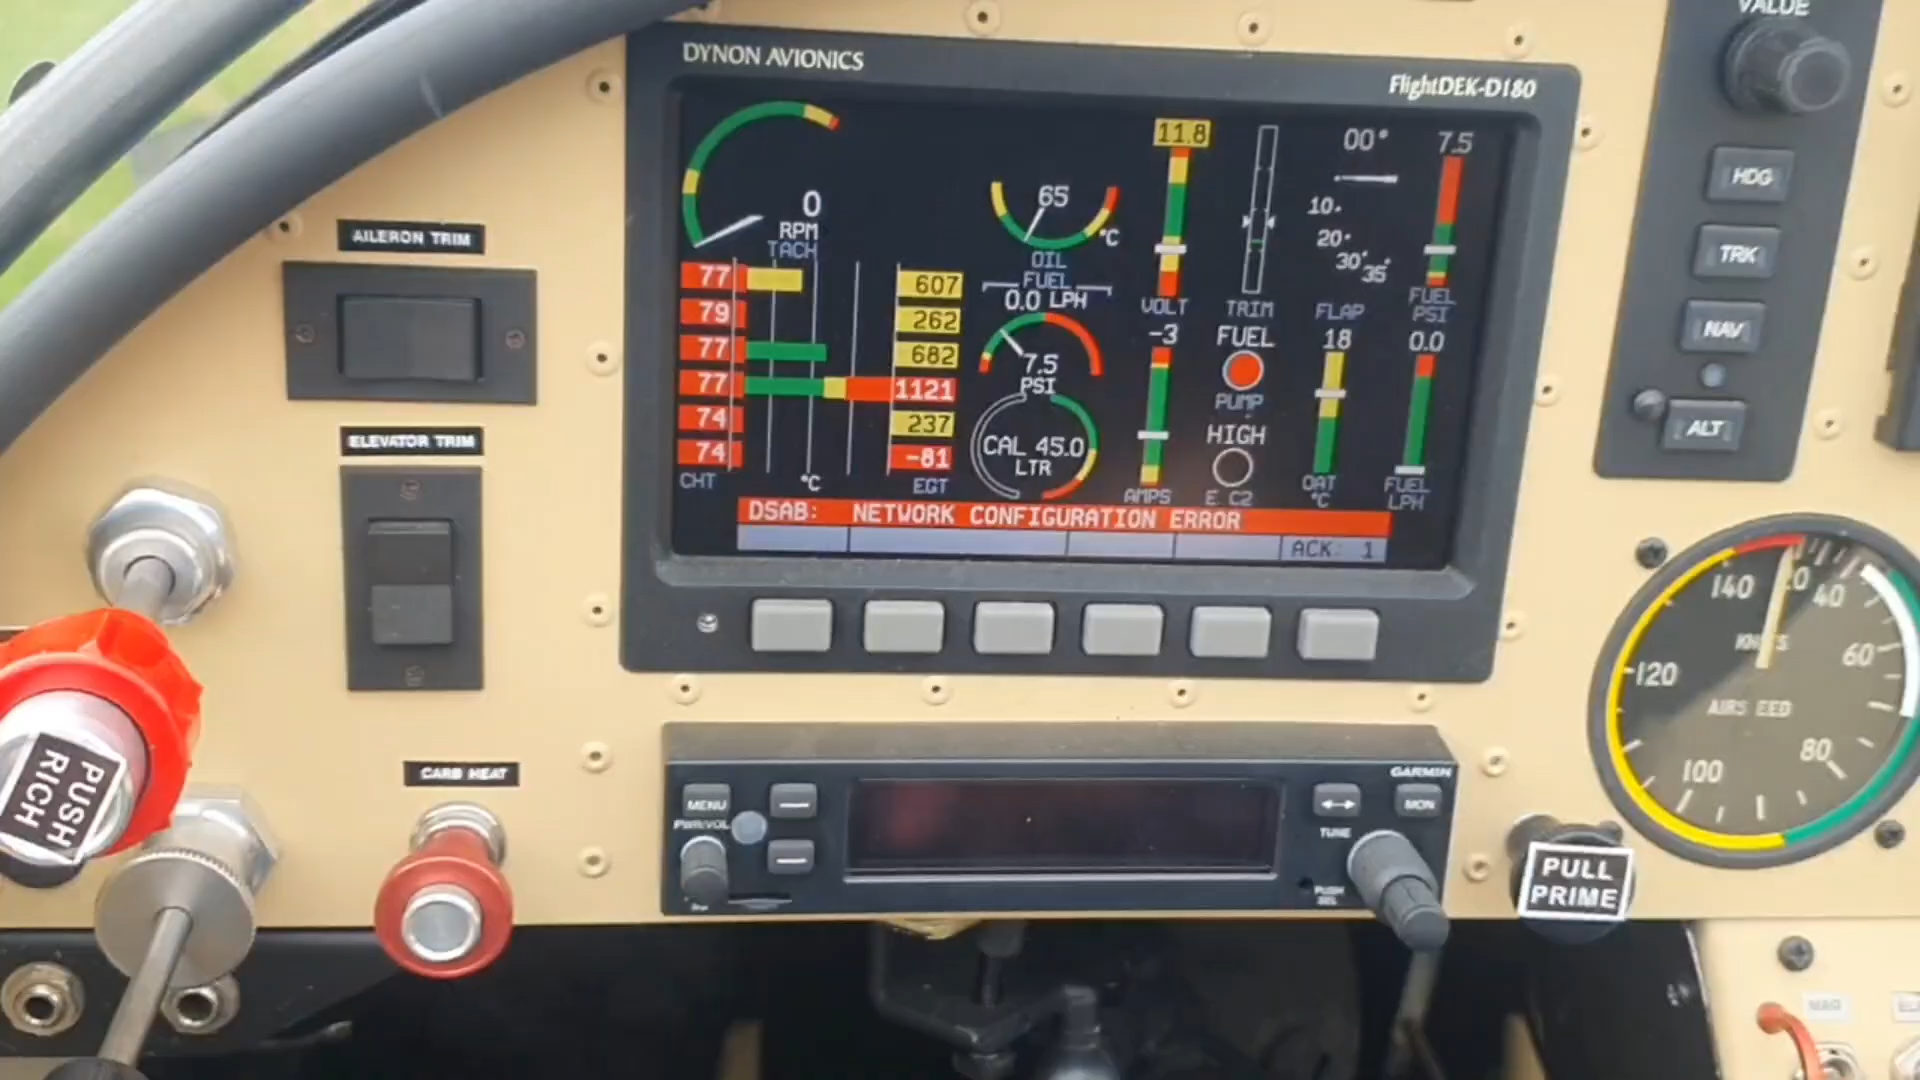 VALUE
DYNON AVIONICS
FlightDEK-D180
HDG
TRK
NAV
ALT
AILERON TRIM
ELEVATOR TRIM
CARB HEAT
0
RPM
TACH
65
°C
OIL
FUEL
0.0 LPH
7.5
PSI
CAL 45.0
LTR
11.8
VOLT
-3
AMPS
TRIM
FUEL
PUMP
HIGH
00°
10
20
30
35
FLAP
18
OAT
°C
7.5
FUEL
PSI
0.0
FUEL
LPH
77 607
79 262
77 682
77 1121
74 237
74 -81
CHT °C EGT
DSAB: NETWORK CONFIGURATION ERROR
ACK: 1
140
40
60
80
100
120
GARMIN
MENU
PWR/VOL
MON
TUNE
PUSH
SEL
PUSH
RICH
PULL
PRIME
MAG